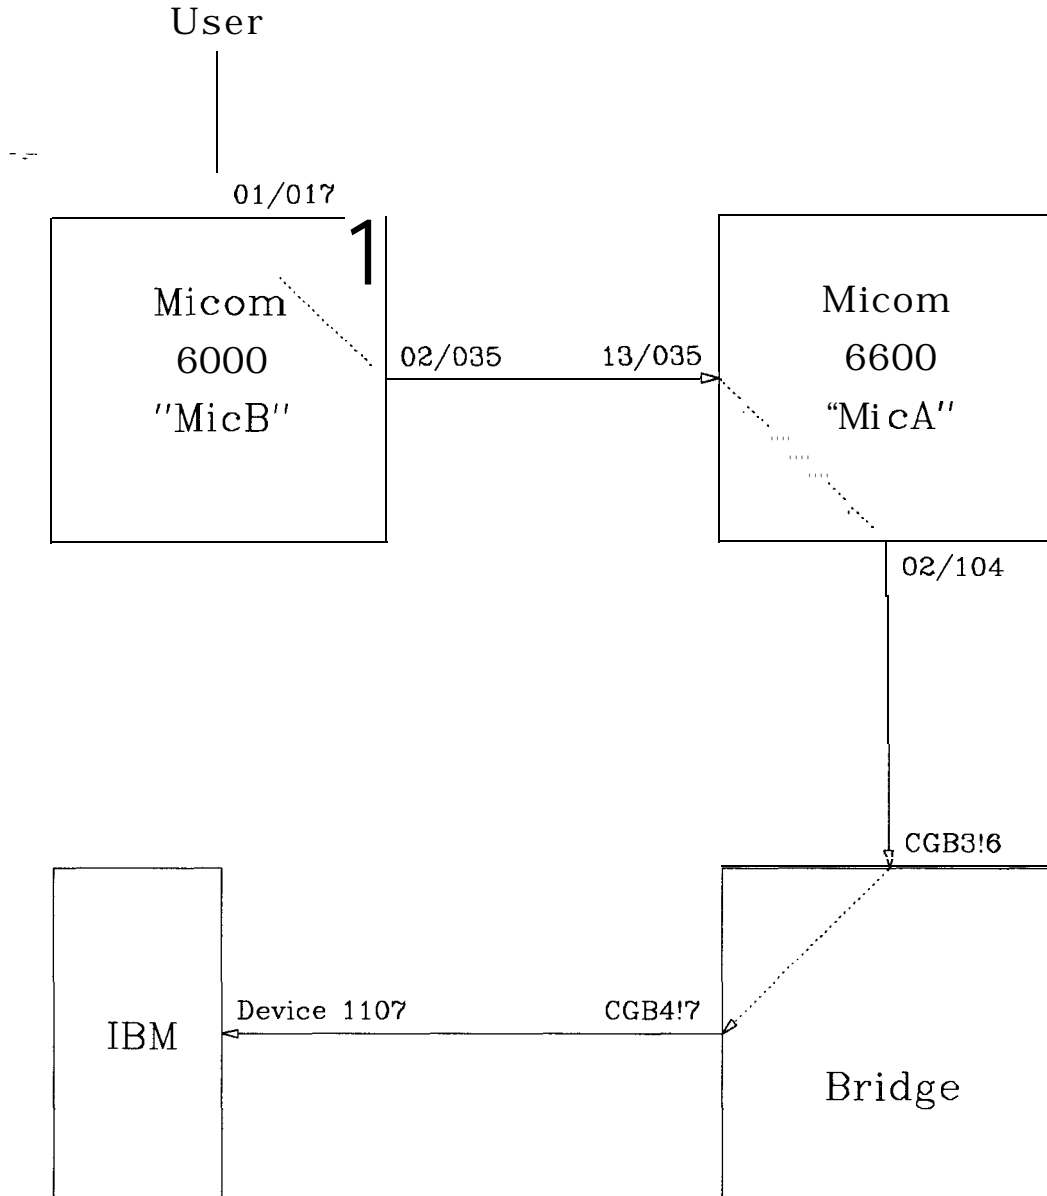 User
01/017
1
Micom
6000
"MicB"
02/035
13/035
Micom
6600
“MicA"
02/104
CGB3!6
Device 1107
CGB4!7
IBM
Bridge